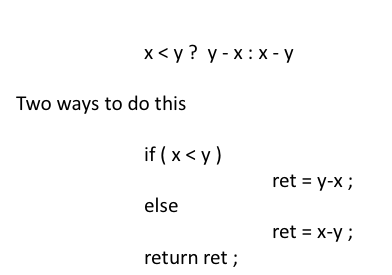 x < y ? y - x : x - y
Two ways to do this
if ( x < y )
ret = y-x ;
else
ret = x-y ;
return ret ;